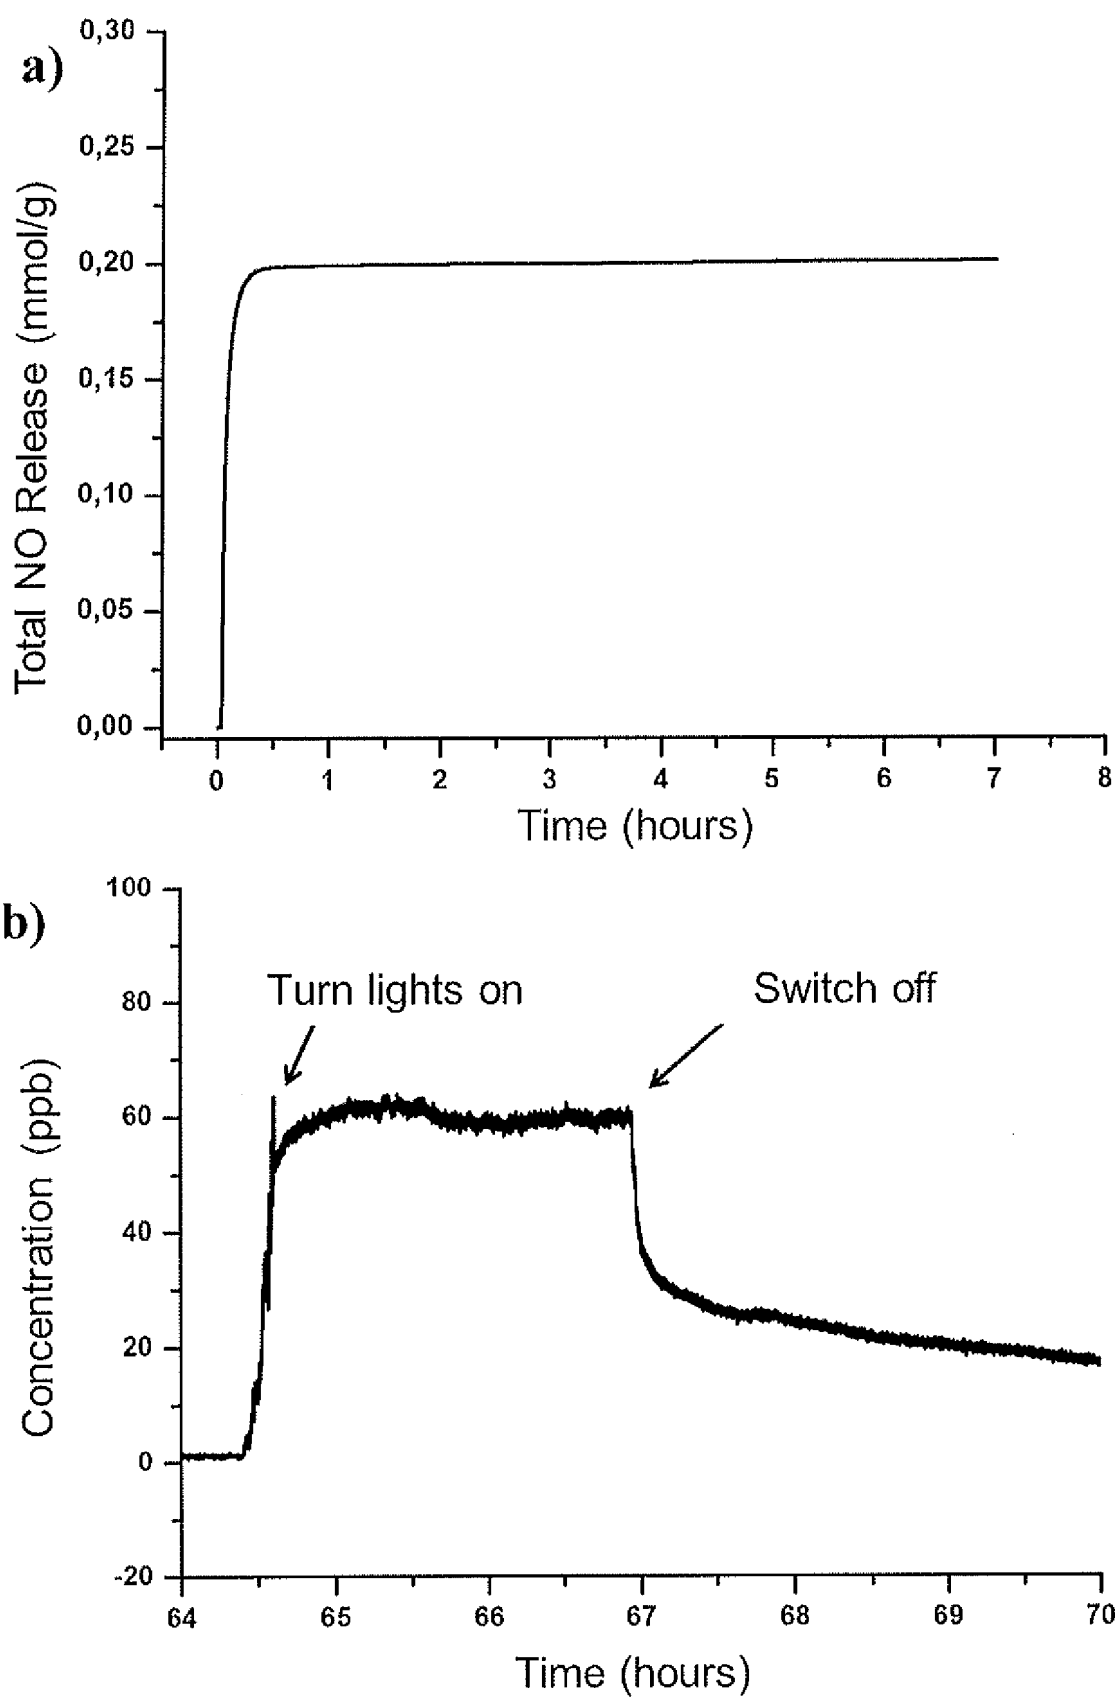 a)
Total NO Release (mmol/g)
0,30
0,25
0,20
0,15
0,10
0,05
0,00
0 1 2 3 4 5 6 7 8
Time (hours)
b)
Concentration (ppb)
100
80
60
40
20
0
-20
Turn lights on
Switch off
64 65 66 67 68 69 70
Time (hours)